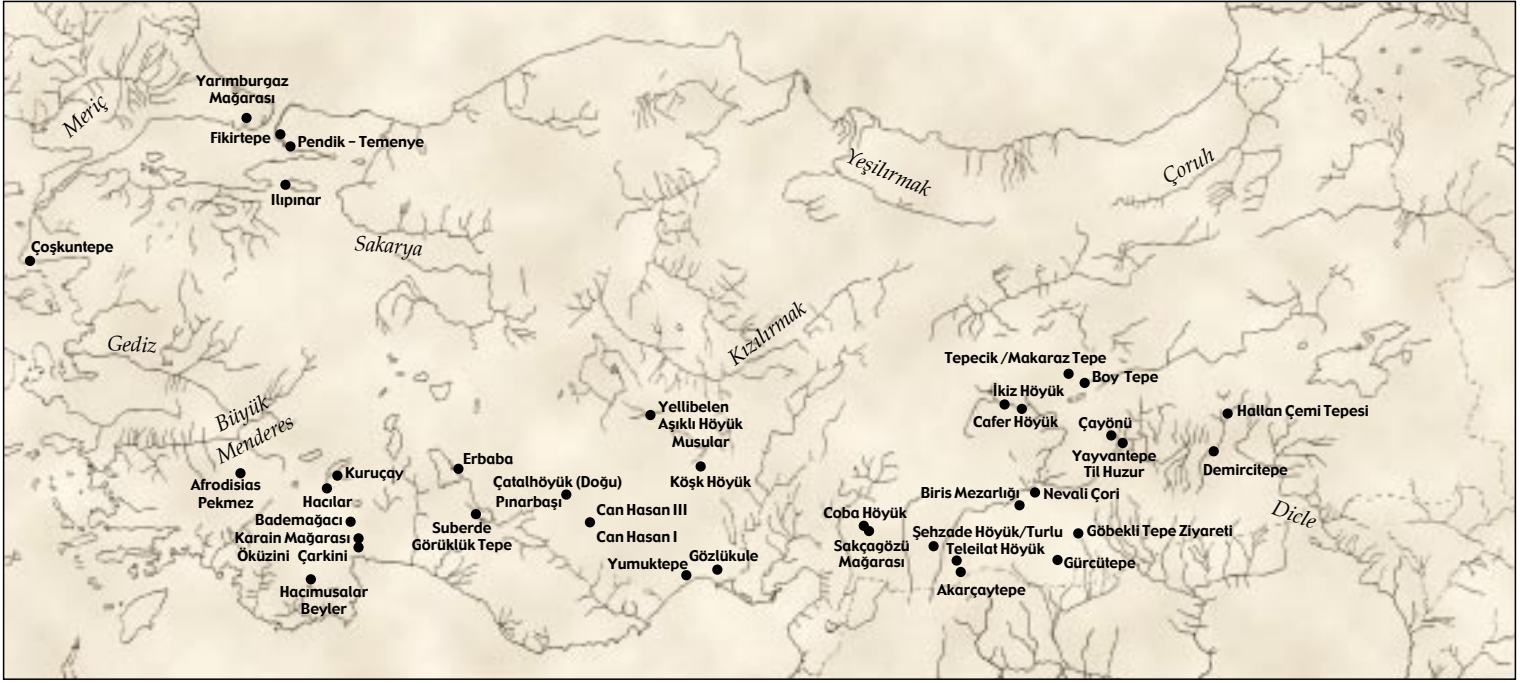 Yarımburgaz
Mağarası
Meriç
Fikirtepe
Pendik – Temenye
Ilıpınar
Çoşkuntepe
Sakarya
Yeşilırmak
Çoruh
Gediz
Kızılırmak
Büyük
Menderes
Afrodisias
Pekmez
Kuruçay
Hacılar
Bademağacı
Karain Mağarası
Öküzini Çarkini
Hacımusalar
Beyler
Erbaba
Suberde
Görüklük Tepe
Çatalhöyük (Doğu)
Pınarbaşı
Can Hasan III
Can Hasan I
Yellibelen
Aşıklı Höyük
Musular
Köşk Höyük
Yumuktepe
Gözlükule
Tepecik /Makaraz Tepe
Boy Tepe
İkiz Höyük
Cafer Höyük
Çayönü
Yayvantepe
Til Huzur
Hallan Çemi Tepesi
Demircitepe
Biris Mezarlığı
Nevali Çori
Coba Höyük
Sakçagözü
Mağarası
Şehzade Höyük/Turlu
Teleilat Höyük
Akarçaytepe
Göbekli Tepe Ziyareti
Gürcütepe
Dicle